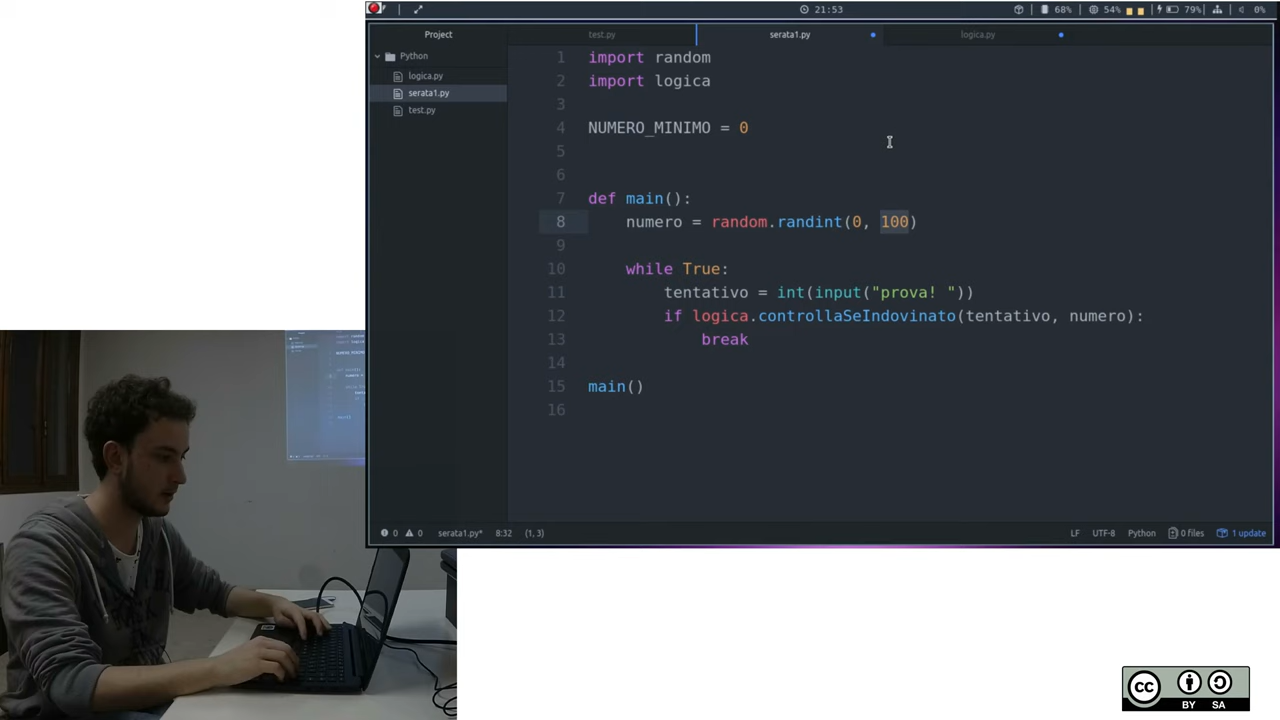 21:53
68%
54%
79%
0%
Project
test.py
serata1.py
logica.py
Python
logica.py
serata1.py
test.py
1 import random
2 import logica
3
4 NUMERO_MINIMO = 0
5
6
7 def main():
8 numero = random.randint(0, 100)
9
10 while True:
11 tentativo = int(input("prova! "))
12 if logica.controllaSeIndovinato(tentativo, numero):
13 break
14
15 main()
16
0 0 serata1.py* 8:32 (1, 3)
LF UTF-8 Python 0 files 1 update
cc
BY SA